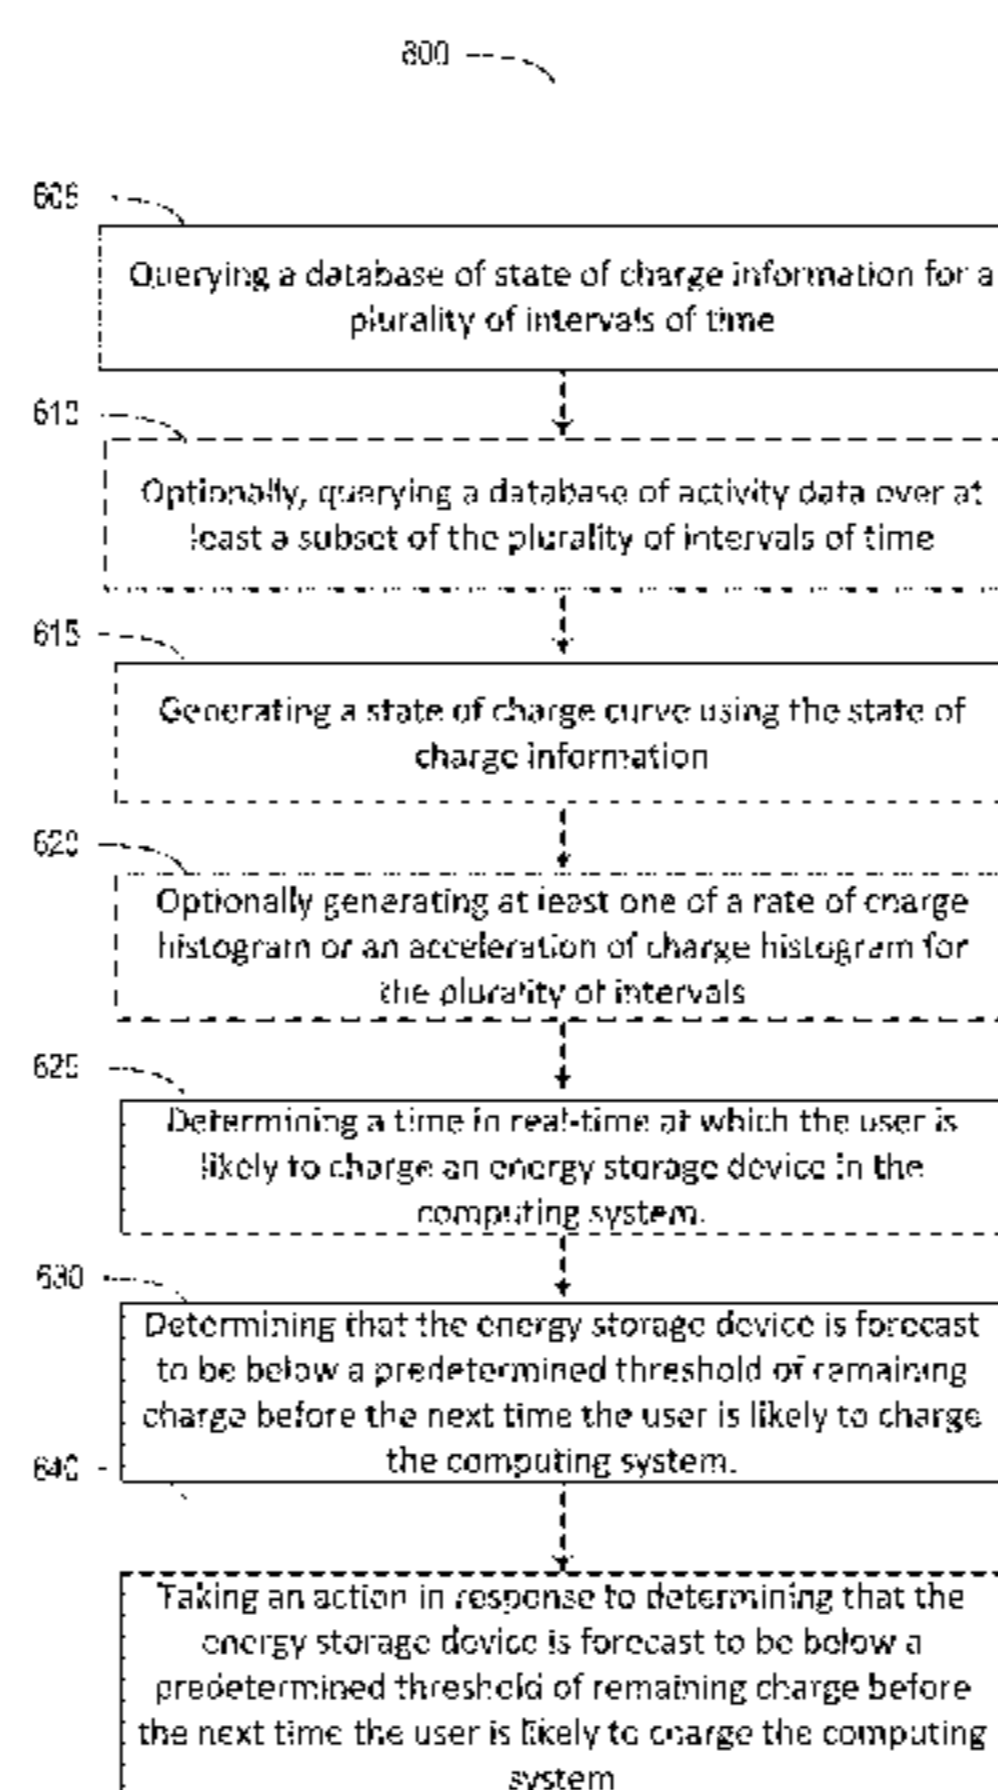 600
605
Querying a database of state of charge information for a
plurality of intervals of time
610
Optionally, querying a database of activity data over at
least a subset of the plurality of intervals of time
615
Generating a state of charge curve using the state of
charge information
620
Optionally generating at least one of a rate of charge
histogram or an acceleration of charge histogram for
the plurality of intervals
625
Determining a time in real-time at which the user is
likely to charge an energy storage device in the
computing system.
630
Determining that the energy storage device is forecast
to be below a predetermined threshold of remaining
charge before the next time the user is likely to charge
the computing system.
640
Taking an action in response to determining that the
energy storage device is forecast to be below a
predetermined threshold of remaining charge before
the next time the user is likely to charge the computing
system